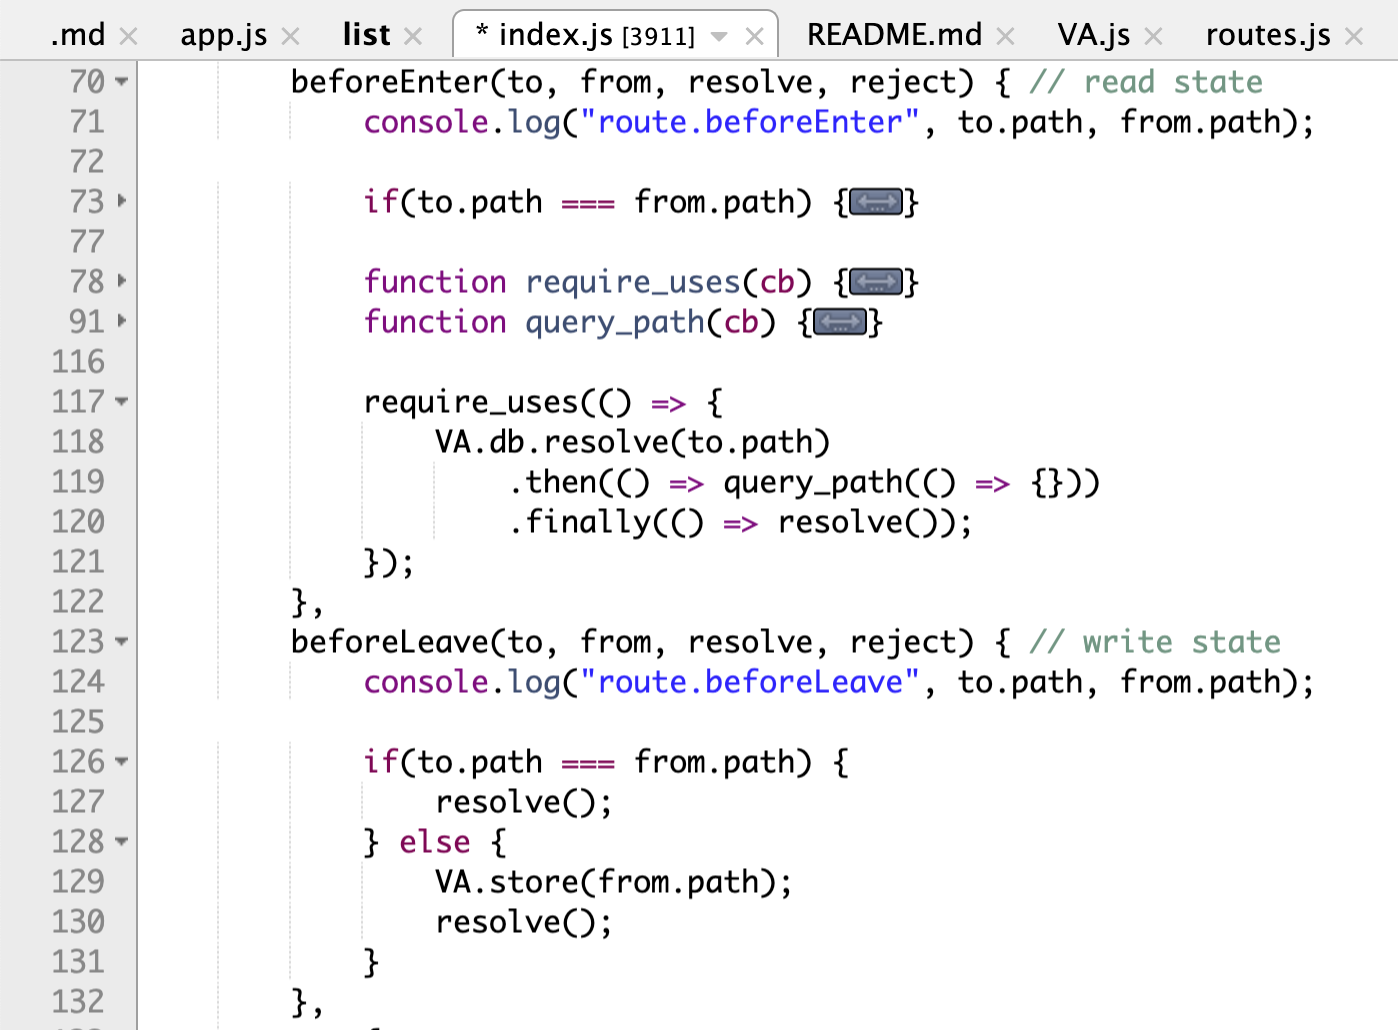 .md × app.js × list × * index.js [3911] × README.md × VA.js × routes.js ×
70 beforeEnter(to, from, resolve, reject) { // read state
71 console.log("route.beforeEnter", to.path, from.path);
72
73 if(to.path === from.path) {<...>}
77
78 function require_uses(cb) {<...>}
91 function query_path(cb) {<...>}
116
117 require_uses(() => {
118 VA.db.resolve(to.path)
119 .then(() => query_path(() => {}))
120 .finally(() => resolve());
121 });
122 },
123 beforeLeave(to, from, resolve, reject) { // write state
124 console.log("route.beforeLeave", to.path, from.path);
125
126 if(to.path === from.path) {
127 resolve();
128 } else {
129 VA.store(from.path);
130 resolve();
131 }
132 },